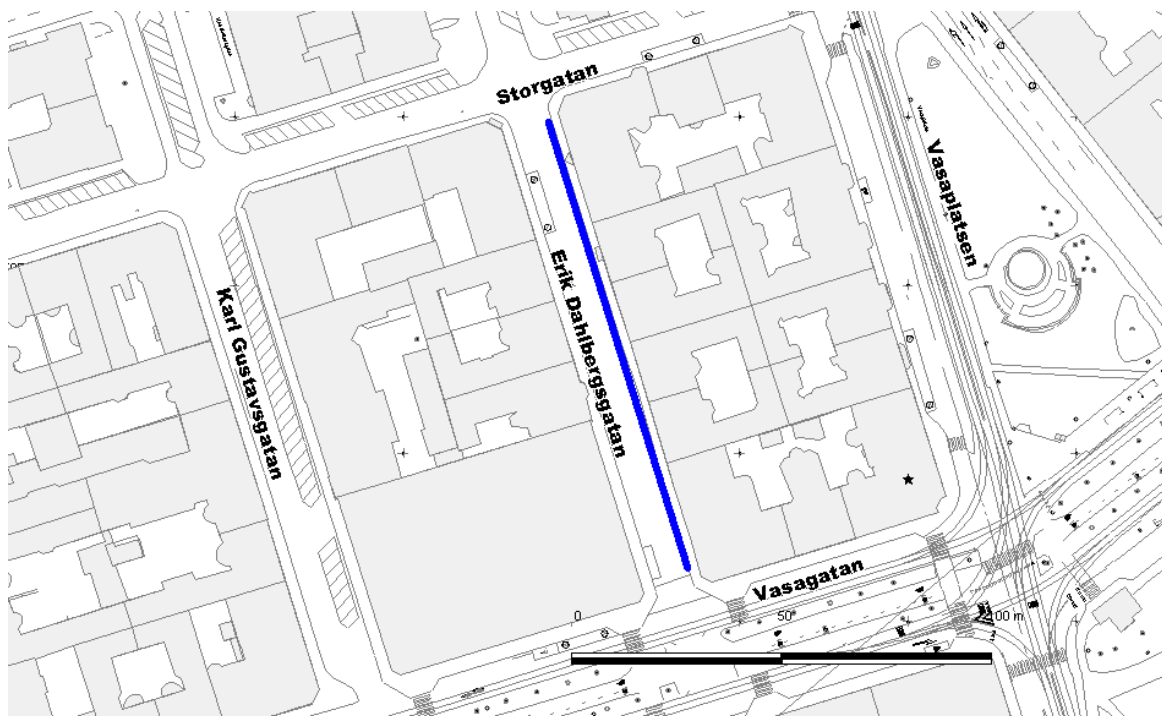 Storgatan
Vasaplatsen
Erik Dahlbergsgatan
Karl Gustavsgatan
Vasagatan
0 50 100 m